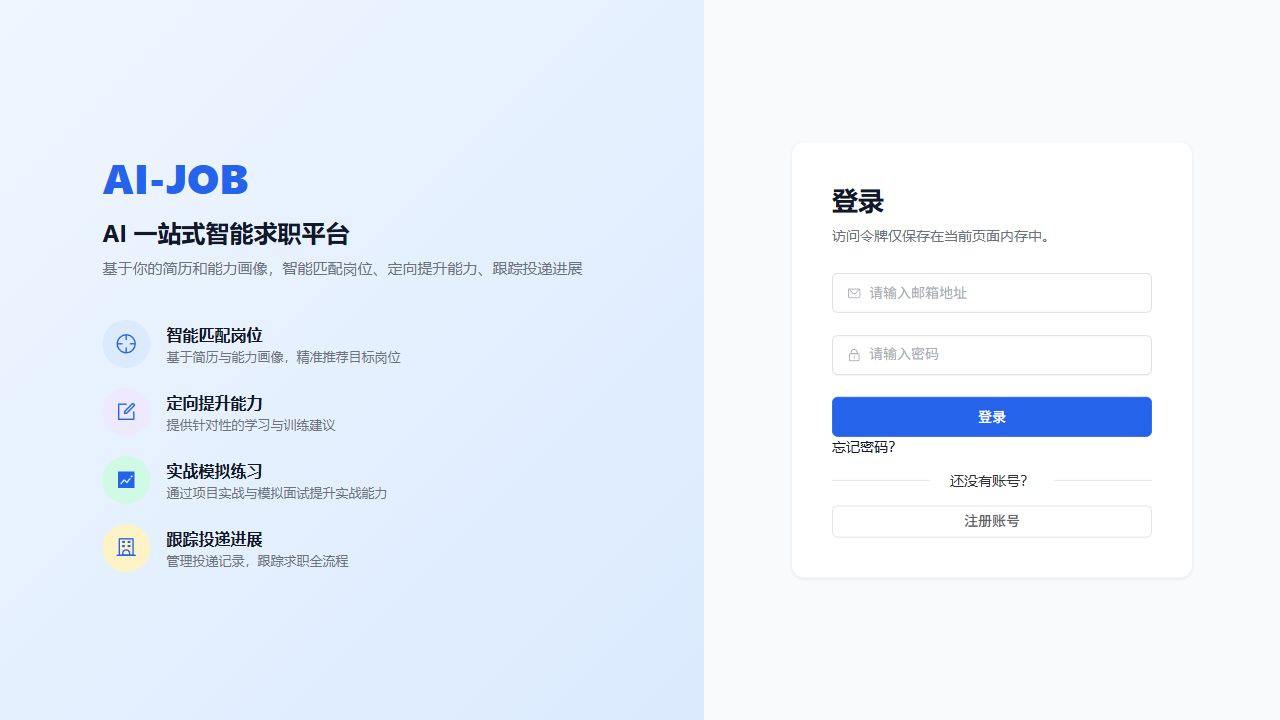 AI-JOB
AI 一站式智能求职平台
基于你的简历和能力画像，智能匹配岗位、定向提升能力、跟踪投递进展
智能匹配岗位
基于简历与能力画像，精准推荐目标岗位
定向提升能力
提供针对性的学习与训练建议
实战模拟练习
通过项目实战与模拟面试提升实战能力
跟踪投递进展
管理投递记录，跟踪求职全流程
登录
访问令牌仅保存在当前页面内存中。
请输入邮箱地址
请输入密码
登录
忘记密码？
还没有账号？
注册账号